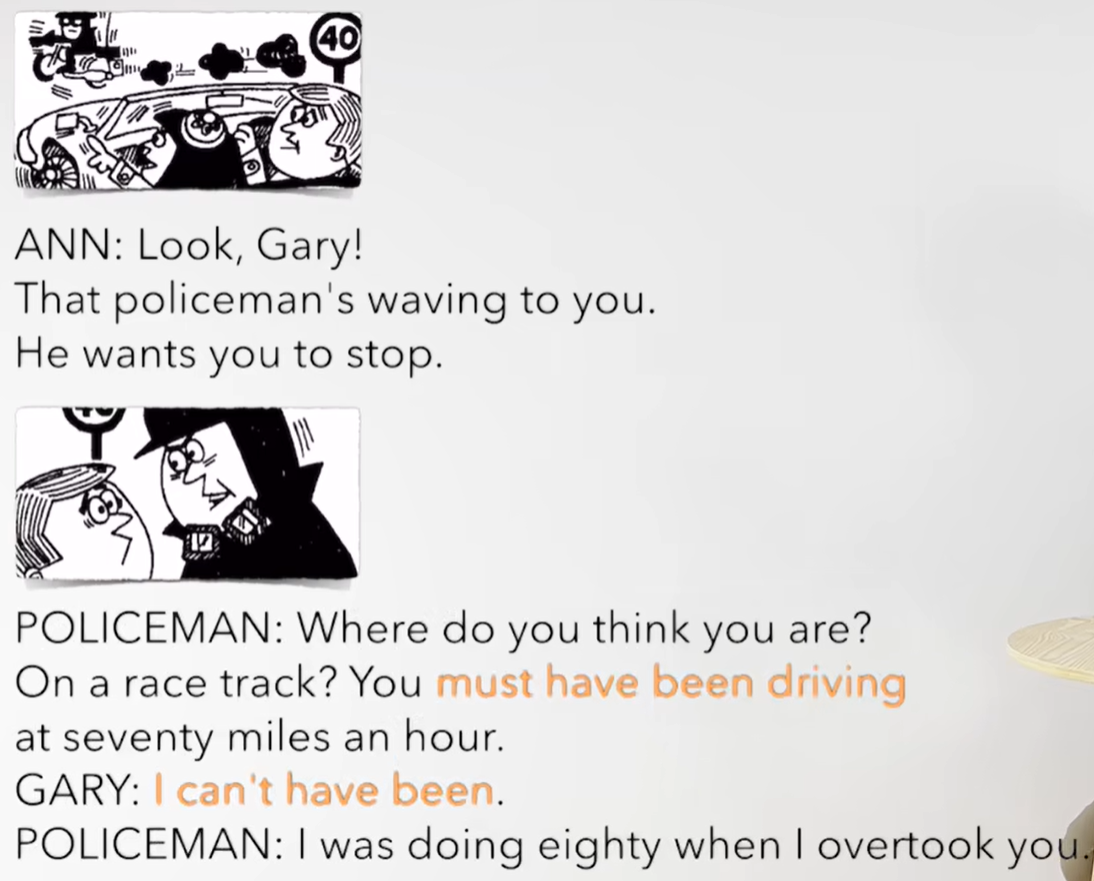 40
ANN: Look, Gary!
That policeman's waving to you.
He wants you to stop.
POLICEMAN: Where do you think you are?
On a race track? You must have been driving
at seventy miles an hour.
GARY: I can't have been.
POLICEMAN: I was doing eighty when I overtook you.